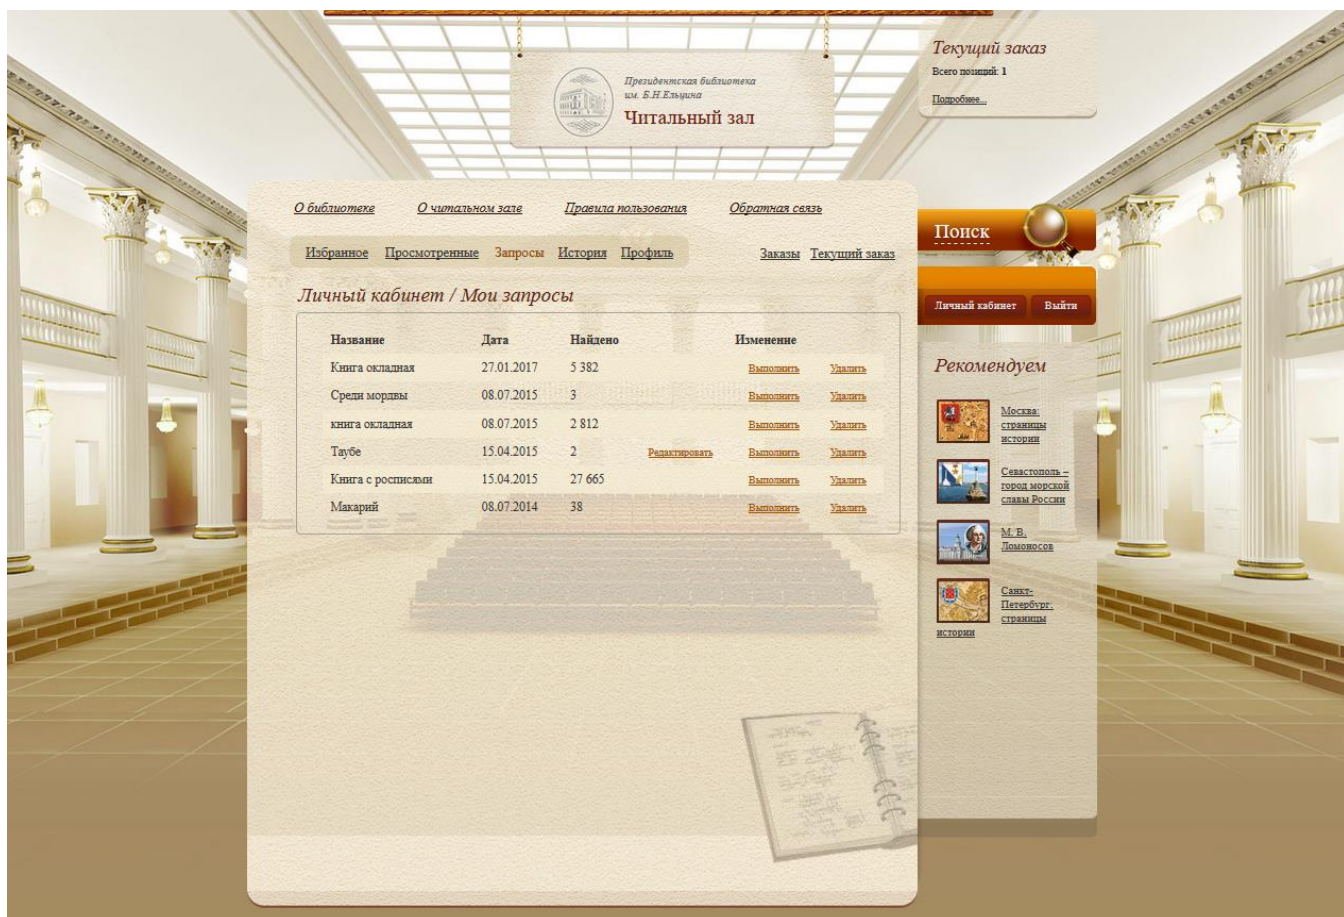 Президентская библиотека
им. Б.Н.Ельцина
Читальный зал
Текущий заказ
Всего позиций: 1
Подробнее...
О библиотеке О читальном зале Правила пользования Обратная связь
Избранное Просмотренные Запросы История Профиль Заказы Текущий заказ
Личный кабинет / Мои запросы
Название Дата Найдено Изменение
Книга окладная 27.01.2017 5 382 Выполнить Удалить
Среди мордвы 08.07.2015 3 Выполнить Удалить
книга окладная 08.07.2015 2 812 Выполнить Удалить
Таубе 15.04.2015 2 Редактировать Выполнить Удалить
Книга с росписями 15.04.2015 27 665 Выполнить Удалить
Макарий 08.07.2014 38 Выполнить Удалить
Поиск
Личный кабинет Выйти
Рекомендуем
Москва:
страницы
истории
Севастополь –
город морской
славы России
М. В.
Ломоносов
Санкт-
Петербург:
страницы
истории